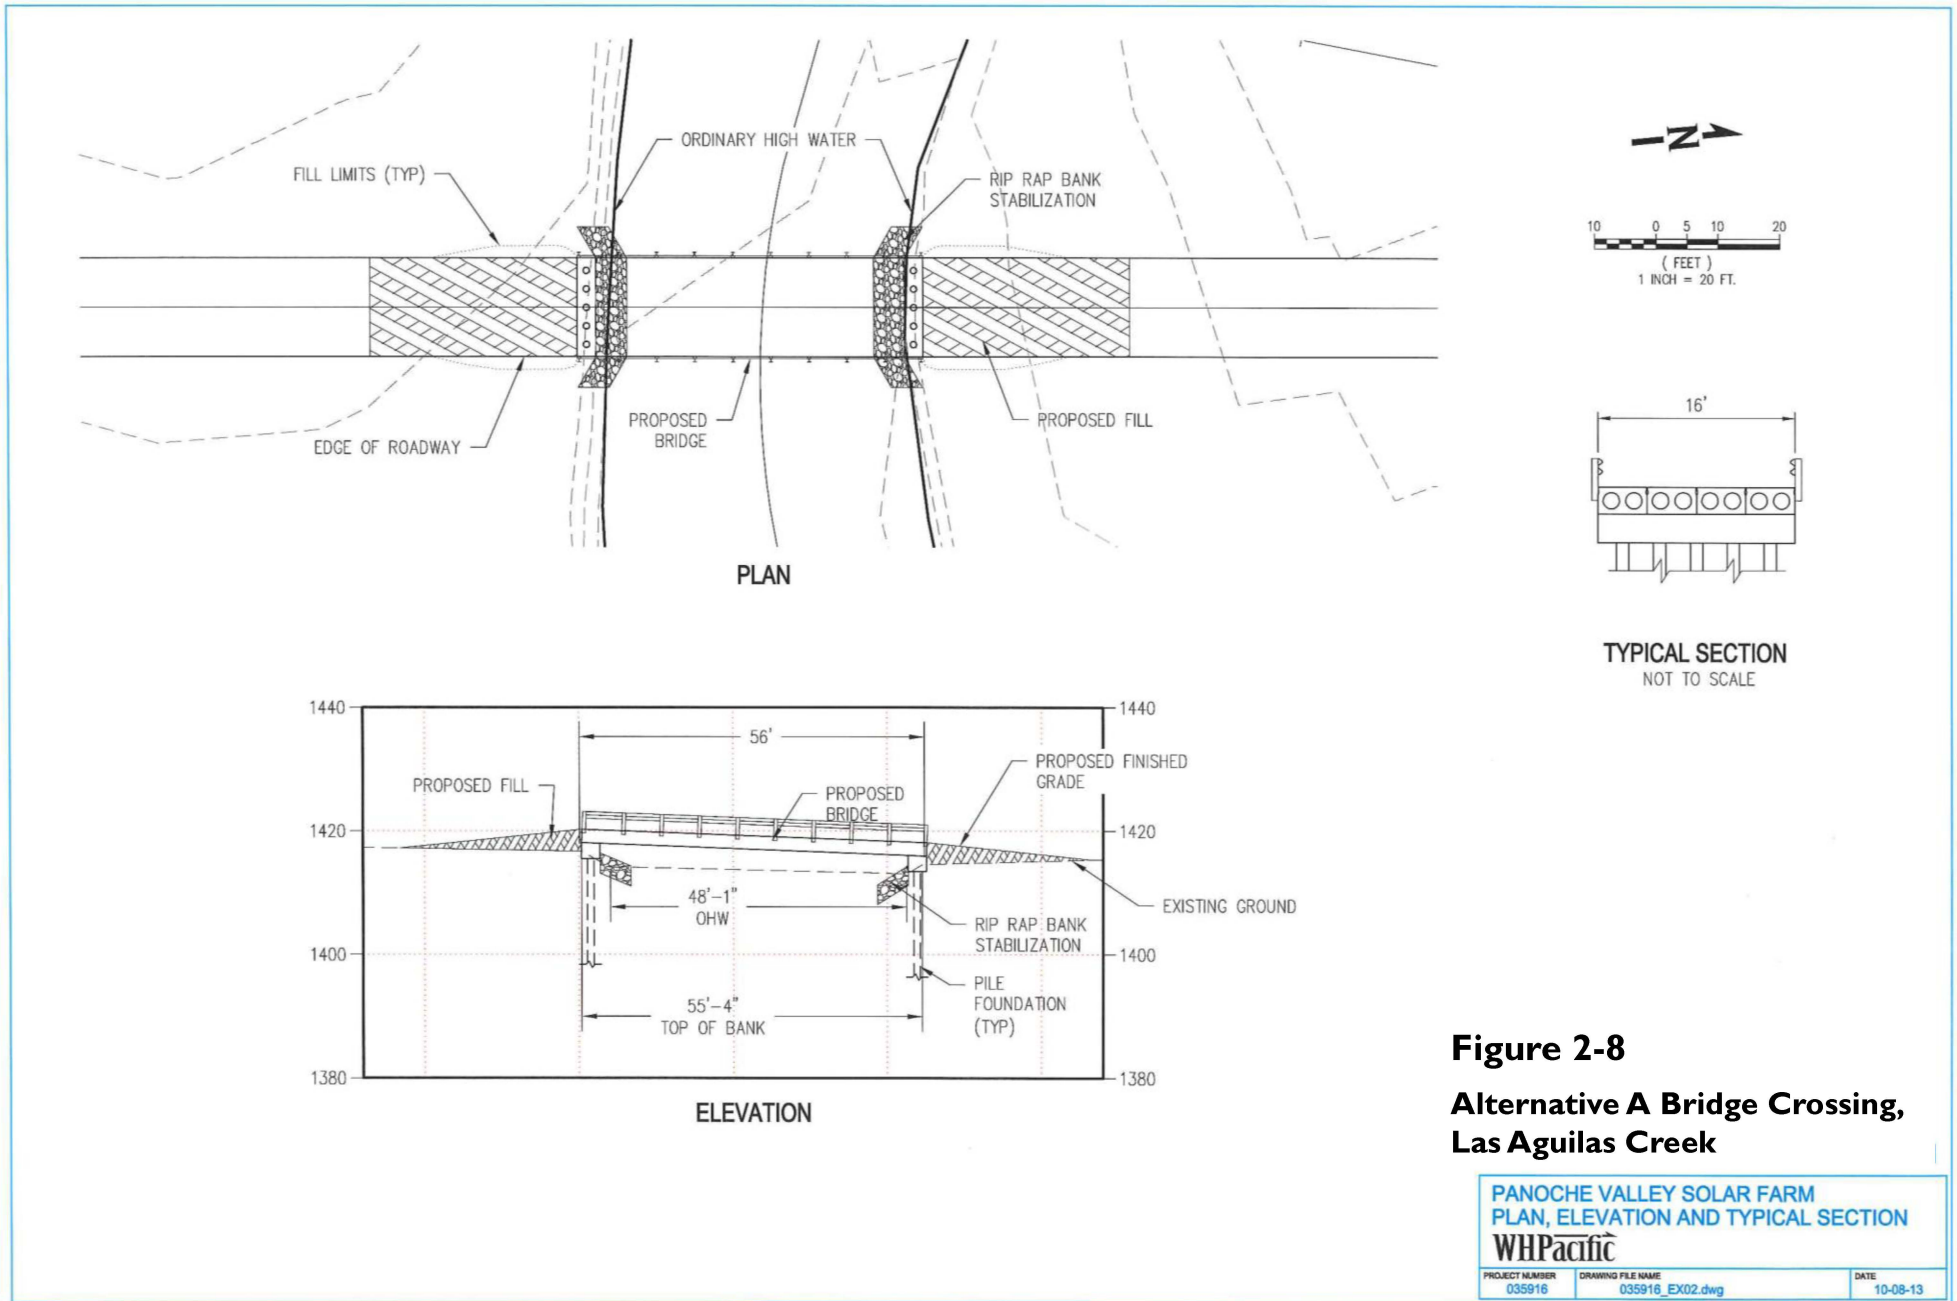 ORDINARY HIGH WATER
FILL LIMITS (TYP)
RIP RAP BANK
STABILIZATION
N
10 0 5 10 20
( FEET )
1 INCH = 20 FT.
PROPOSED
BRIDGE
PROPOSED FILL
EDGE OF ROADWAY
PLAN
16'
TYPICAL SECTION
NOT TO SCALE
1440
1440
56'
PROPOSED FILL
PROPOSED
BRIDGE
PROPOSED FINISHED
GRADE
1420
1420
48'-1"
OHW
EXISTING GROUND
RIP RAP BANK
STABILIZATION
1400
1400
PILE
FOUNDATION
(TYP)
55'-4"
TOP OF BANK
1380
1380
ELEVATION
Figure 2-8
Alternative A Bridge Crossing,
Las Aguilas Creek
PANOCHE VALLEY SOLAR FARM
PLAN, ELEVATION AND TYPICAL SECTION
WHPacific
PROJECT NUMBER
035916
DRAWING FILE NAME
035916_EX02.dwg
DATE
10-08-13